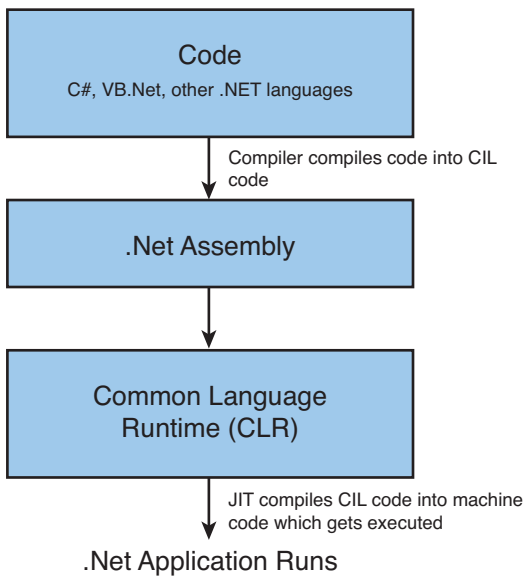 Code
C#, VB.Net, other .NET languages
Compiler compiles code into CIL
code
.Net Assembly
Common Language
Runtime (CLR)
JIT compiles CIL code into machine
code which gets executed
.Net Application Runs